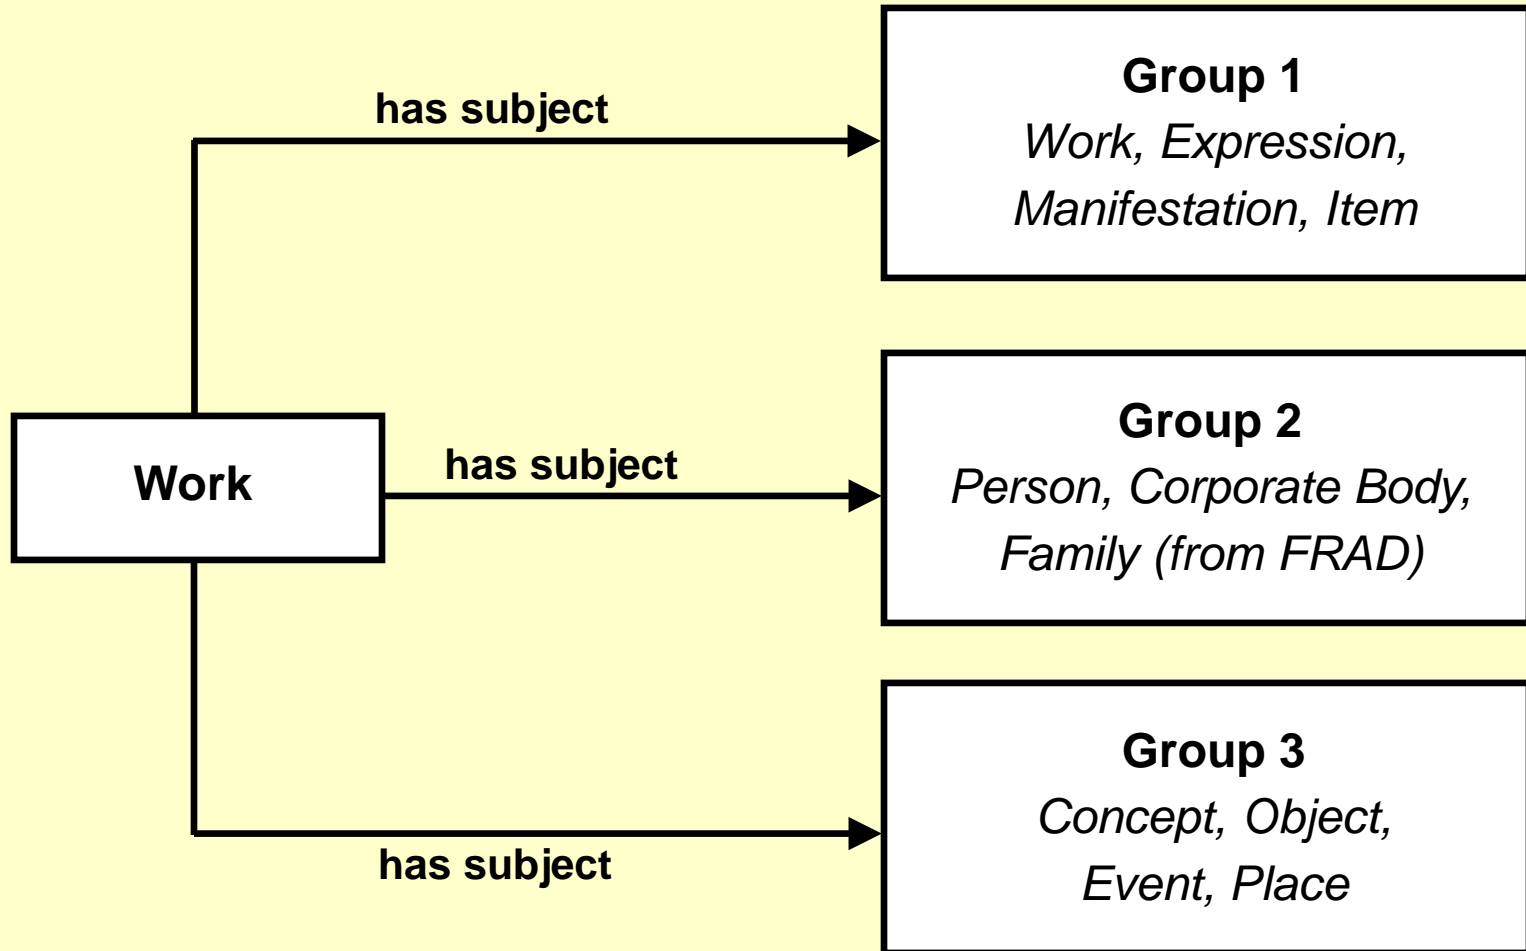 has subject
Group 1
Work, Expression,
Manifestation, Item
Work
has subject
Group 2
Person, Corporate Body,
Family (from FRAD)
has subject
Group 3
Concept, Object,
Event, Place